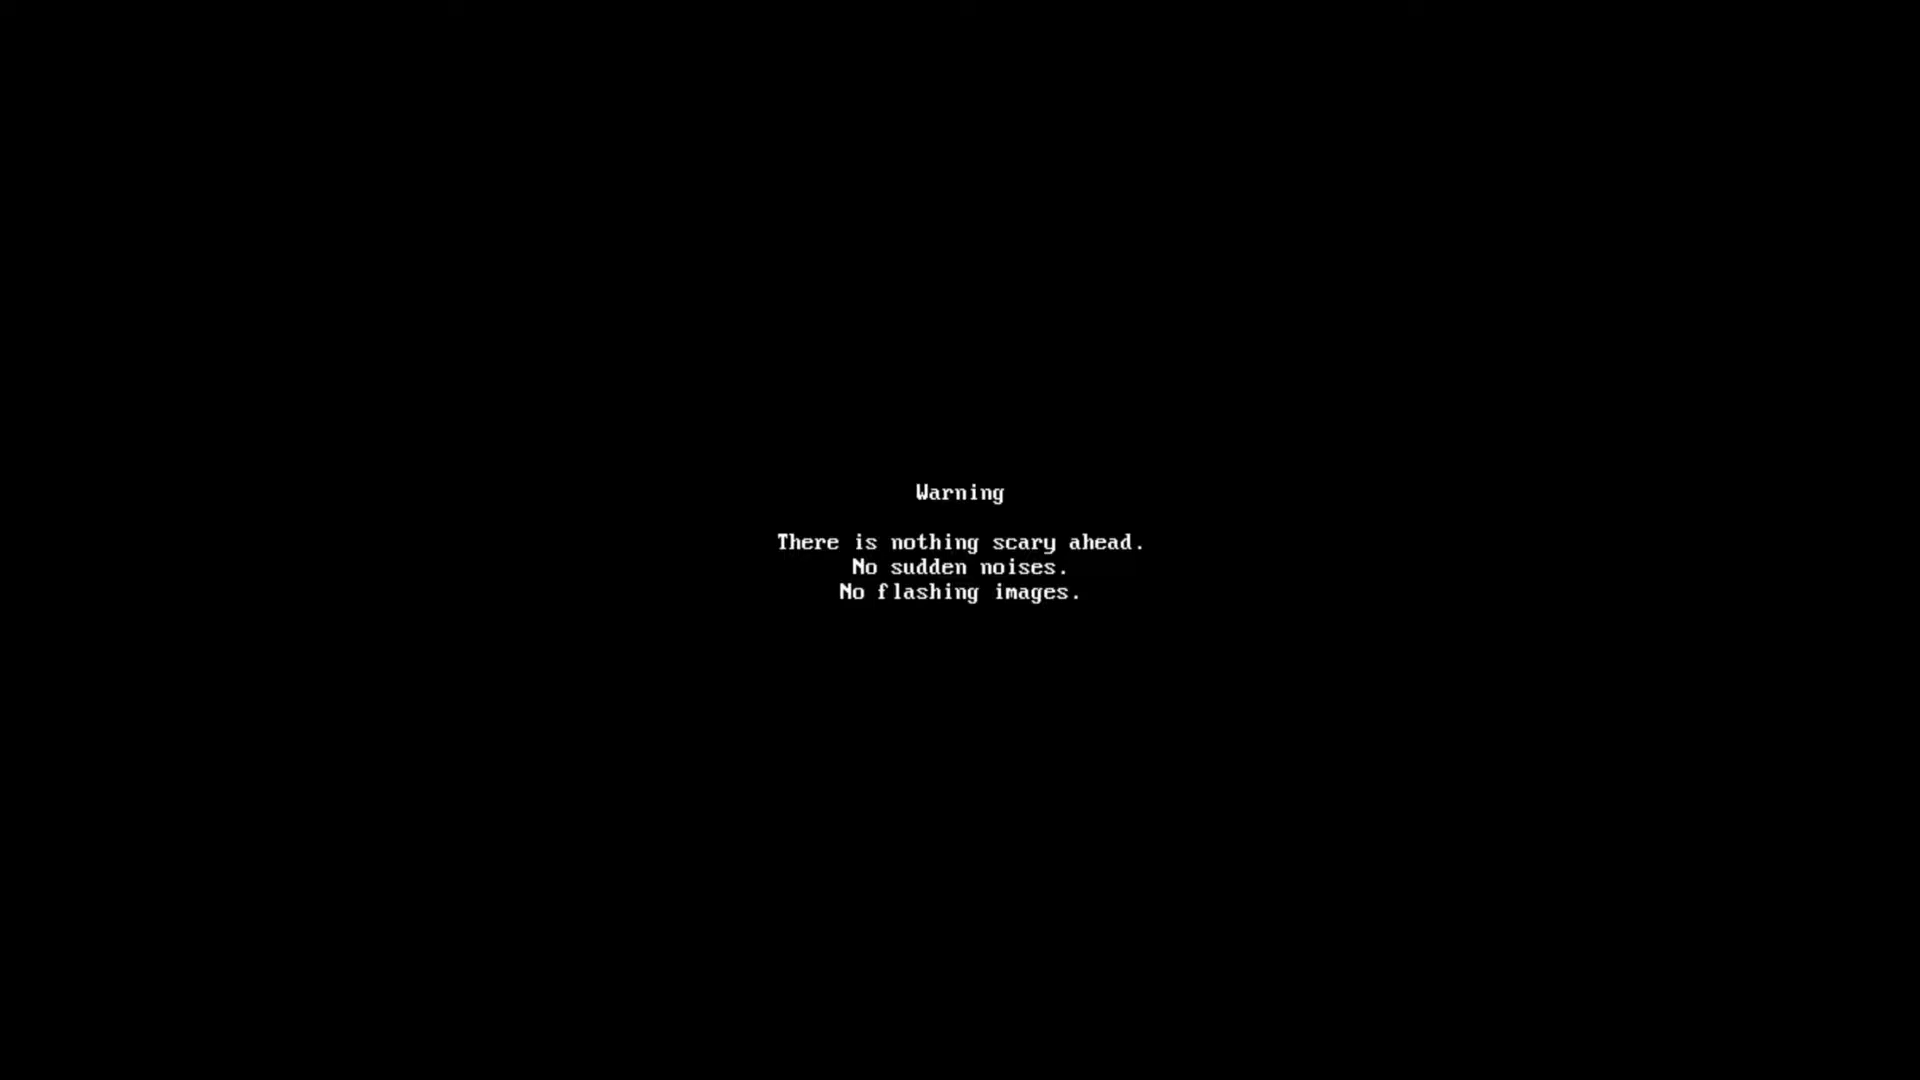 Warning
There is nothing scary ahead.
No sudden noises.
No flashing images.